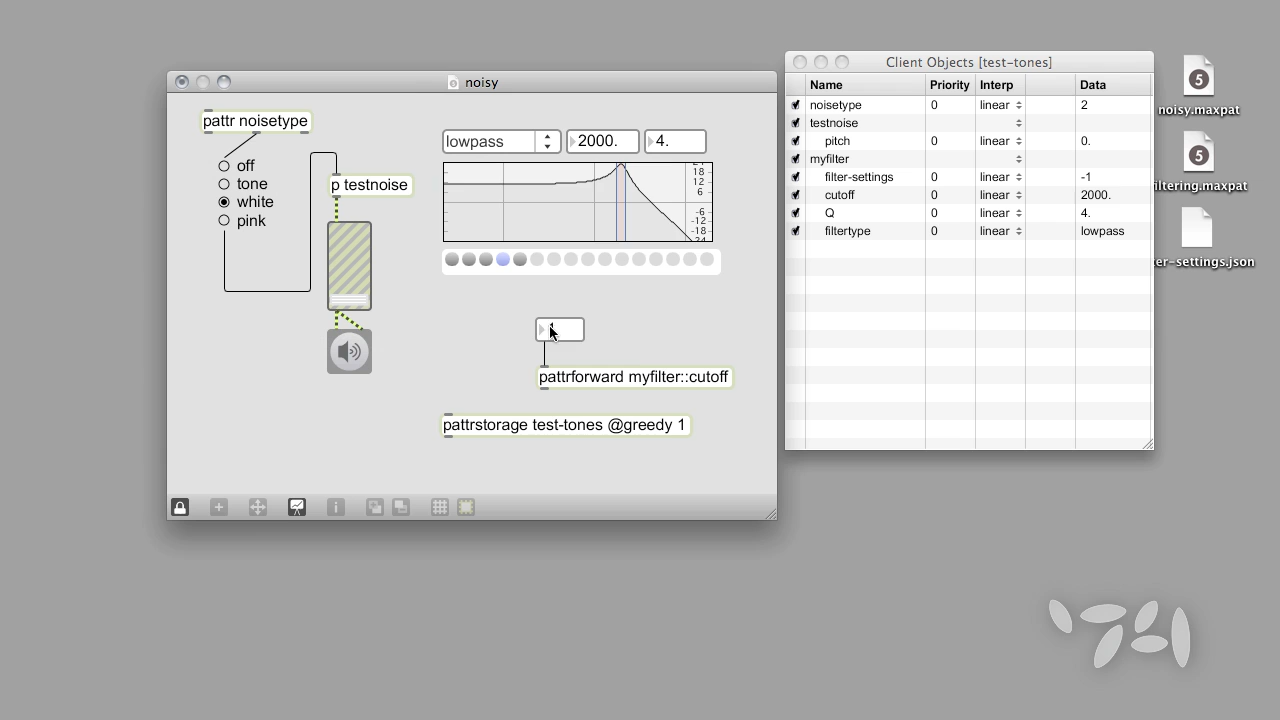 noisy
pattr noisetype
off
tone
white
pink
p testnoise
lowpass
2000.
4.
18
12
6
-6
-12
-18
pattrforward myfilter::cutoff
pattrstorage test-tones @greedy 1
Client Objects [test-tones]
Name Priority Interp Data
noisetype 0 linear 2
testnoise
pitch 0 linear 0.
myfilter
filter-settings 0 linear -1
cutoff 0 linear 2000.
Q 0 linear 4.
filtertype 0 linear lowpass
5
noisy.maxpat
5
iltering.maxpat
er-settings.json